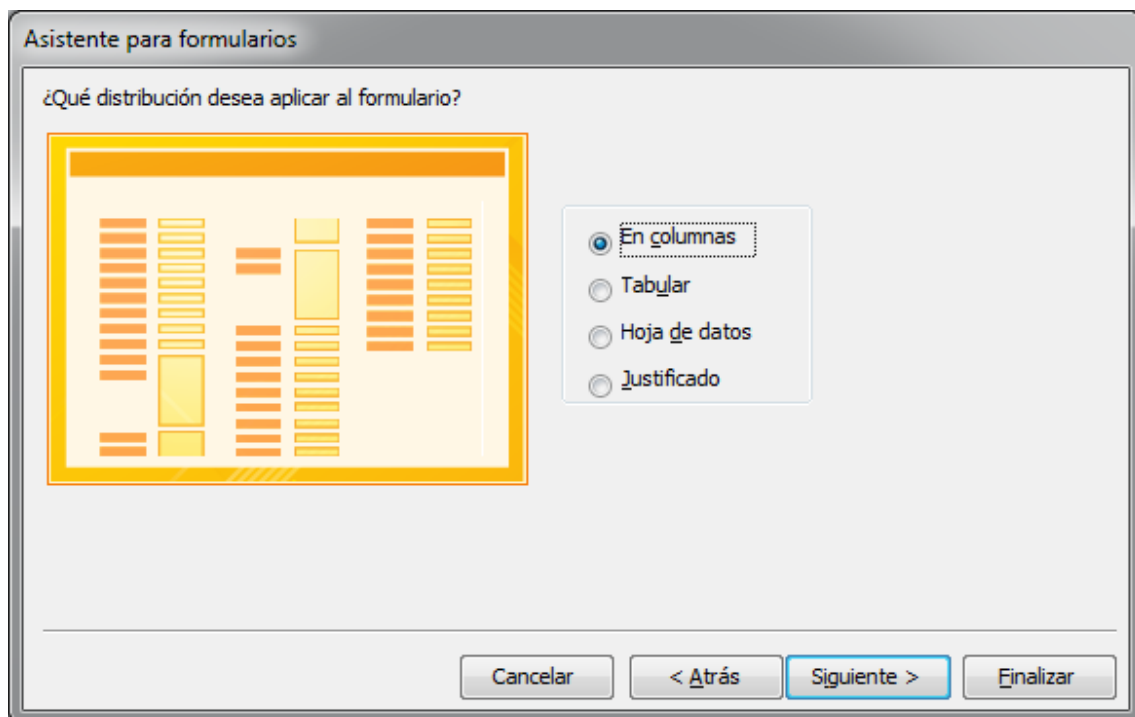 Asistente para formularios
¿Qué distribución desea aplicar al formulario?
En columnas
Tabular
Hoja de datos
Justificado
Cancelar
< Atrás
Siguiente >
Finalizar